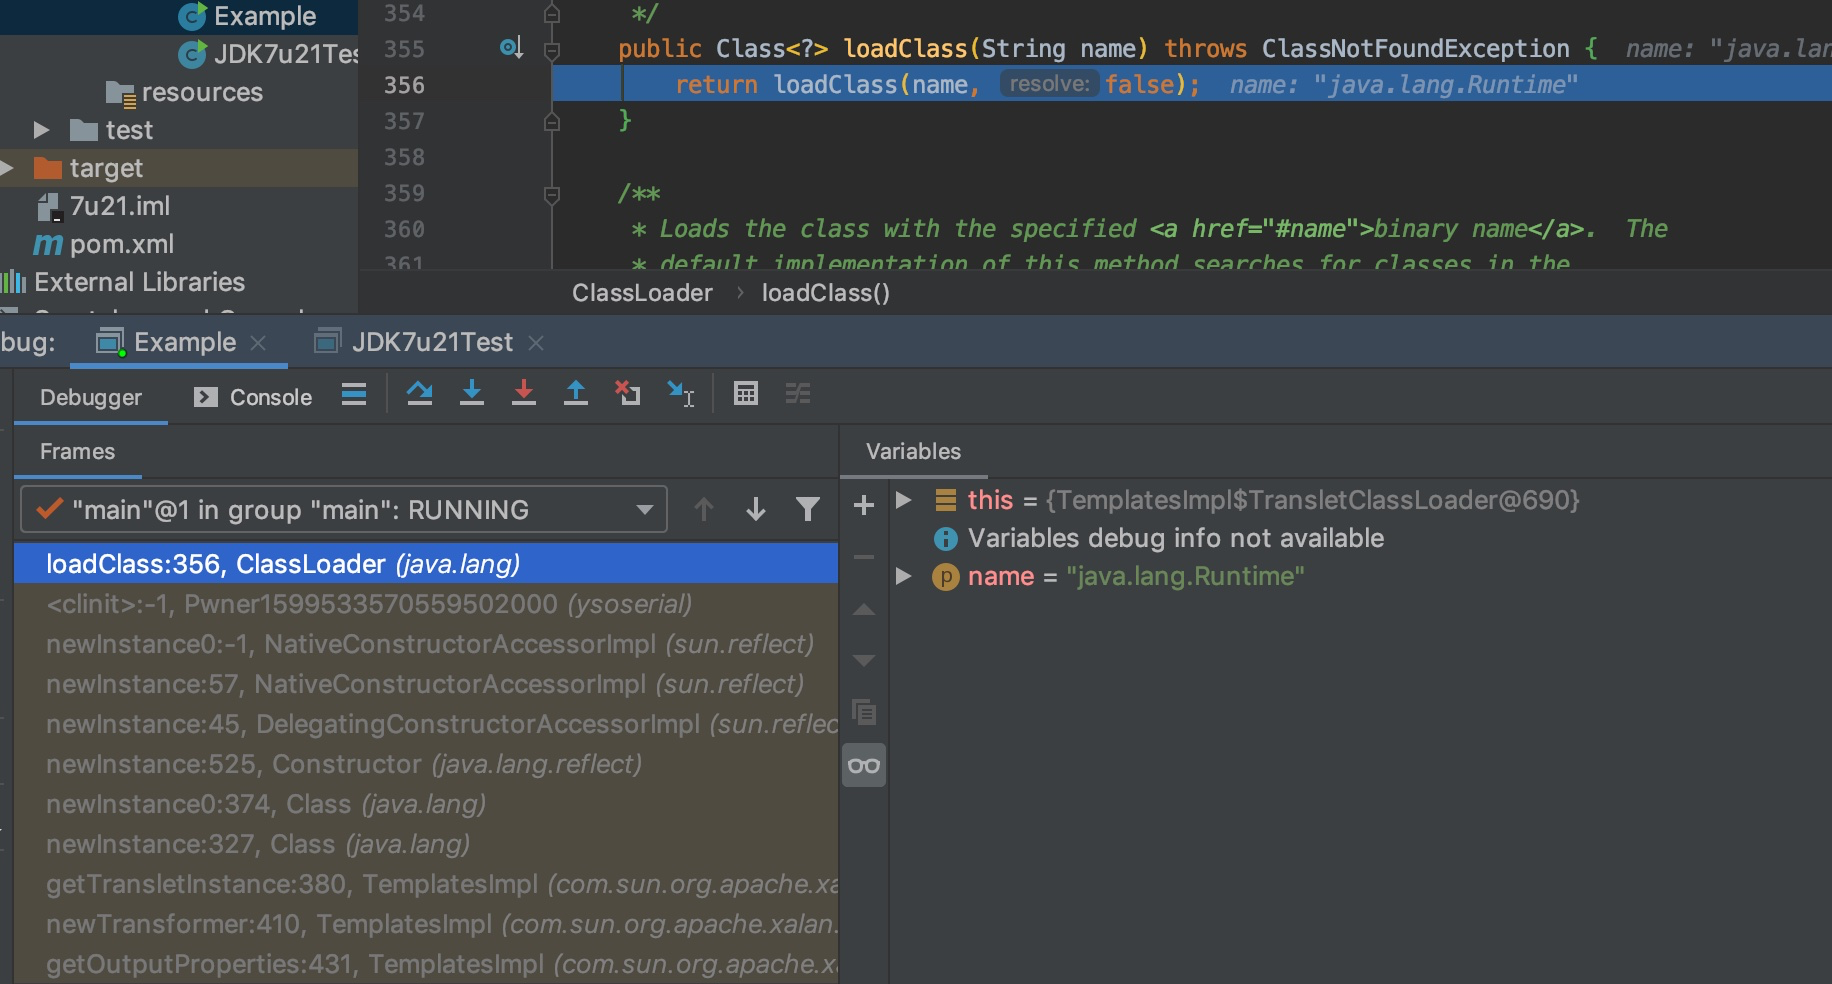 Example
JDK7u21Tes
resources
test
target
7u21.iml
pom.xml
External Libraries
354 */
355 public Class<?> loadClass(String name) throws ClassNotFoundException { name: "java.lan
356 return loadClass(name, resolve: false); name: "java.lang.Runtime"
357 }
358
359 /**
360 * Loads the class with the specified <a href="#name">binary name</a>. The
361 * default implementation of this method searches for classes in the
ClassLoader › loadClass()
bug: Example × JDK7u21Test ×
Debugger Console
Frames
Variables
"main"@1 in group "main": RUNNING
loadClass:356, ClassLoader (java.lang)
<clinit>:-1, Pwner1599533570559502000 (ysoserial)
newInstance0:-1, NativeConstructorAccessorImpl (sun.reflect)
newInstance:57, NativeConstructorAccessorImpl (sun.reflect)
newInstance:45, DelegatingConstructorAccessorImpl (sun.reflec
newInstance:525, Constructor (java.lang.reflect)
newInstance0:374, Class (java.lang)
newInstance:327, Class (java.lang)
getTransletInstance:380, TemplatesImpl (com.sun.org.apache.xa
newTransformer:410, TemplatesImpl (com.sun.org.apache.xalan.
getOutputProperties:431, TemplatesImpl (com.sun.org.apache.xa
this = {TemplatesImpl$TransletClassLoader@690}
Variables debug info not available
name = "java.lang.Runtime"